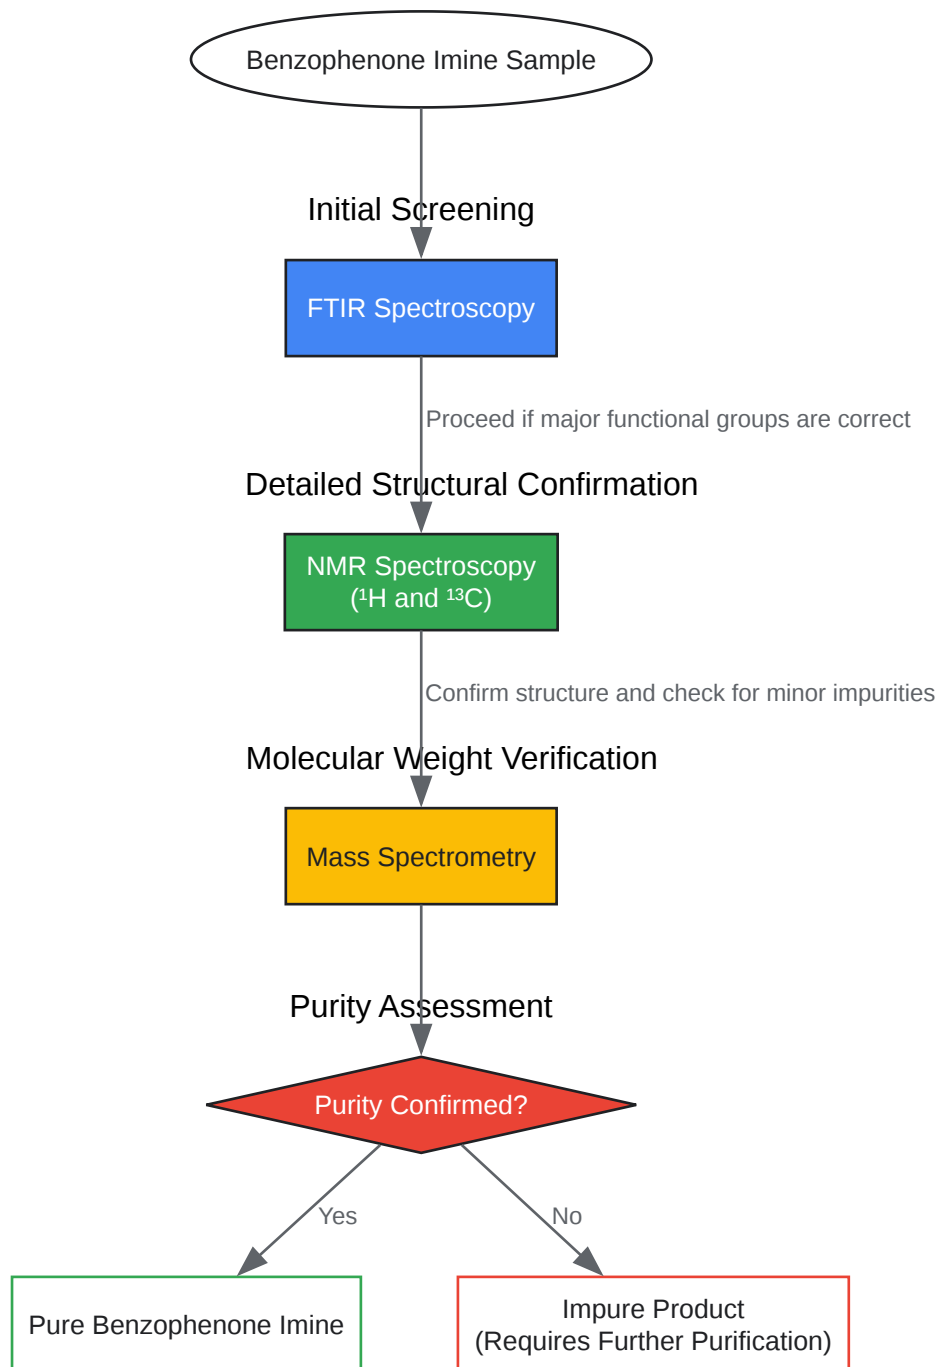 Benzophenone Imine Sample
Initial Screening
FTIR Spectroscopy
Proceed if major functional groups are correct
Detailed Structural Confirmation
NMR Spectroscopy
(¹H and ¹³C)
Confirm structure and check for minor impurities
Molecular Weight Verification
Mass Spectrometry
Purity Assessment
Purity Confirmed?
Yes
No
Pure Benzophenone Imine
Impure Product
(Requires Further Purification)